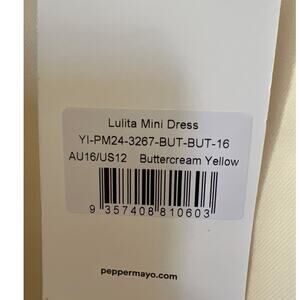 Lulita Mini Dress
YI-PM24-3267-BUT-BUT-16
AU16/US12 Buttercream Yellow
9 357408 810603
peppermayo.com